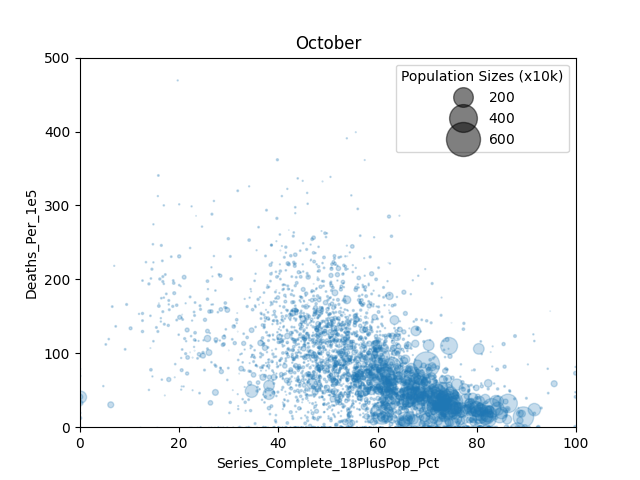 October
Population Sizes (x10k)
200
400
600
500
400
300
200
100
0
Deaths_Per_1e5
0 20 40 60 80 100
Series_Complete_18PlusPop_Pct